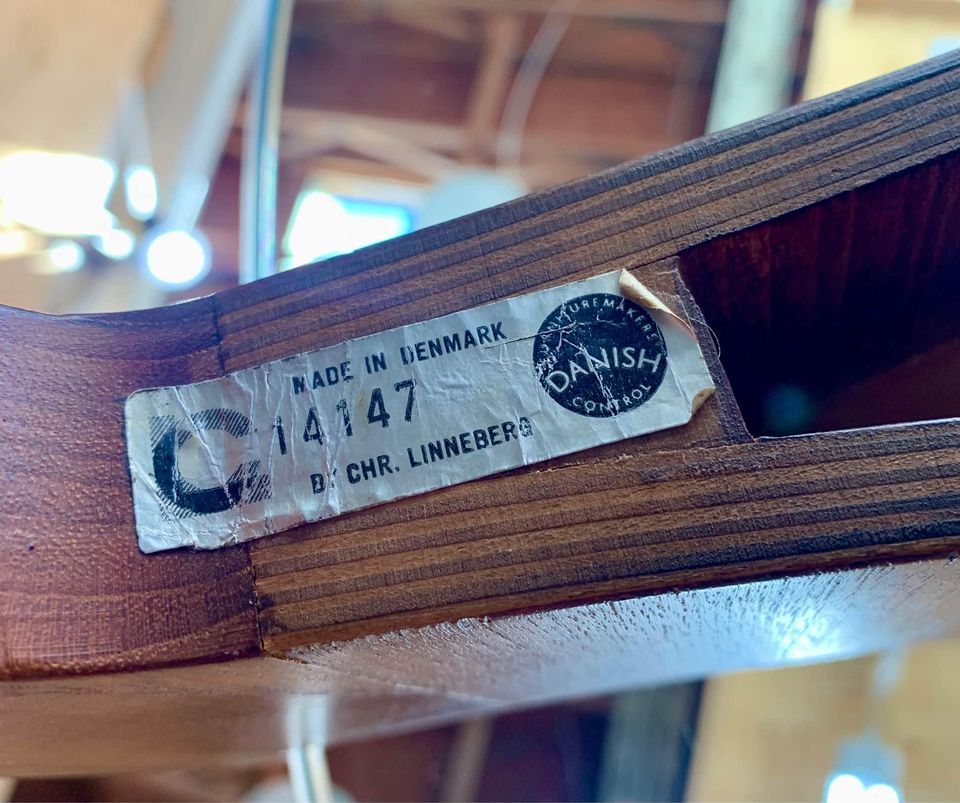 MADE IN DENMARK
14147
BY CHR. LINNEBERG
FURNITUREMAKERS
DANISH
CONTROL